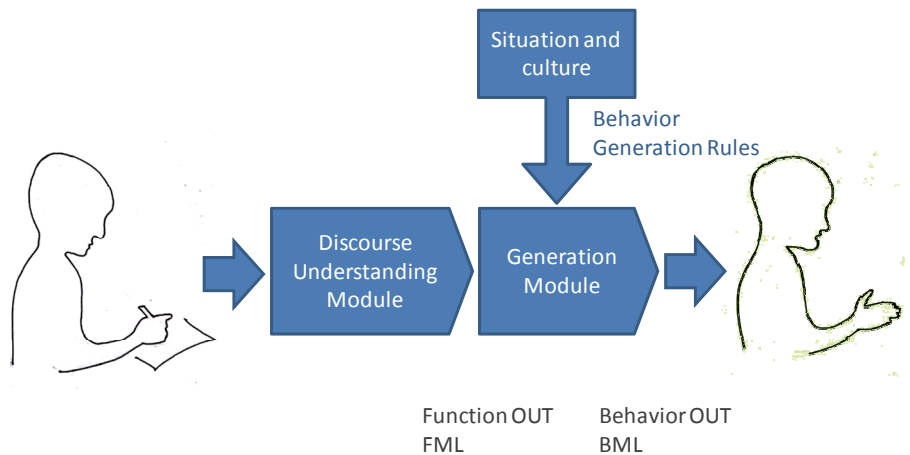 Situation and
culture
Behavior
Generation Rules
Discourse
Understanding
Module
Generation
Module
Function OUT
FML
Behavior OUT
BML